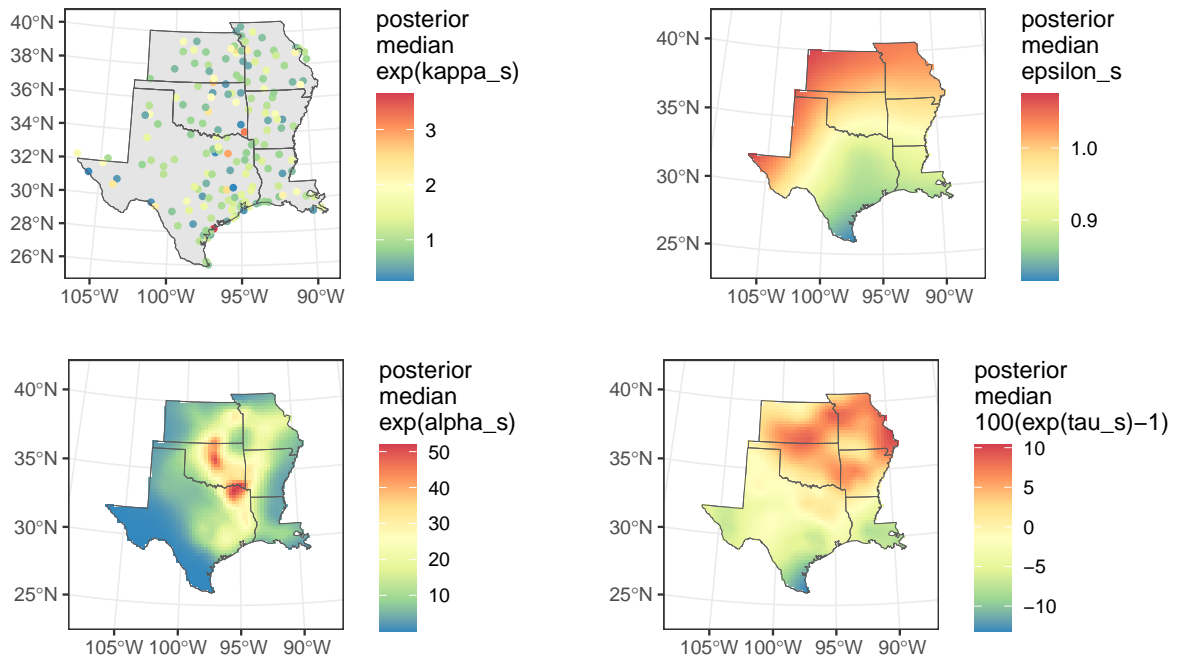 posterior
median
exp(kappa_s)
40°N
38°N
36°N
34°N
32°N
30°N
28°N
26°N
3
2
1
105°W 100°W 95°W 90°W
posterior
median
epsilon_s
40°N
35°N
30°N
25°N
1.0
0.9
105°W 100°W 95°W 90°W
posterior
median
exp(alpha_s)
40°N
35°N
30°N
25°N
50
40
30
20
10
105°W 100°W 95°W 90°W
posterior
median
100(exp(tau_s)−1)
40°N
35°N
30°N
25°N
10
5
0
−5
−10
105°W 100°W 95°W 90°W